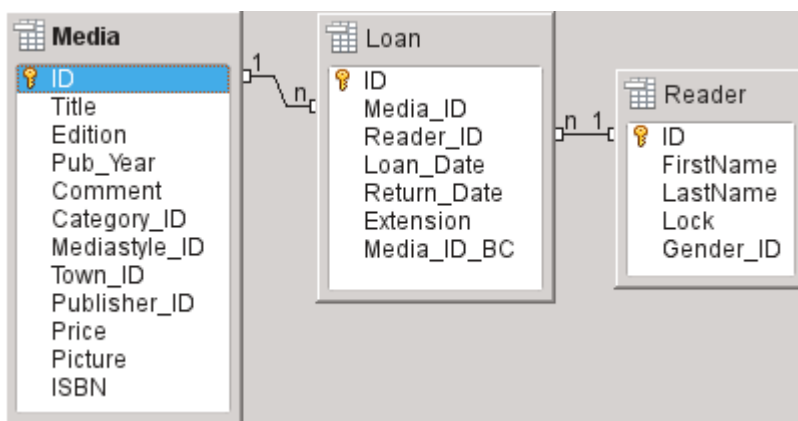 Media
ID
Title
Edition
Pub_Year
Comment
Category_ID
Mediastyle_ID
Town_ID
Publisher_ID
Price
Picture
ISBN
1
n
Loan
ID
Media_ID
Reader_ID
Loan_Date
Return_Date
Extension
Media_ID_BC
n 1
Reader
ID
FirstName
LastName
Lock
Gender_ID